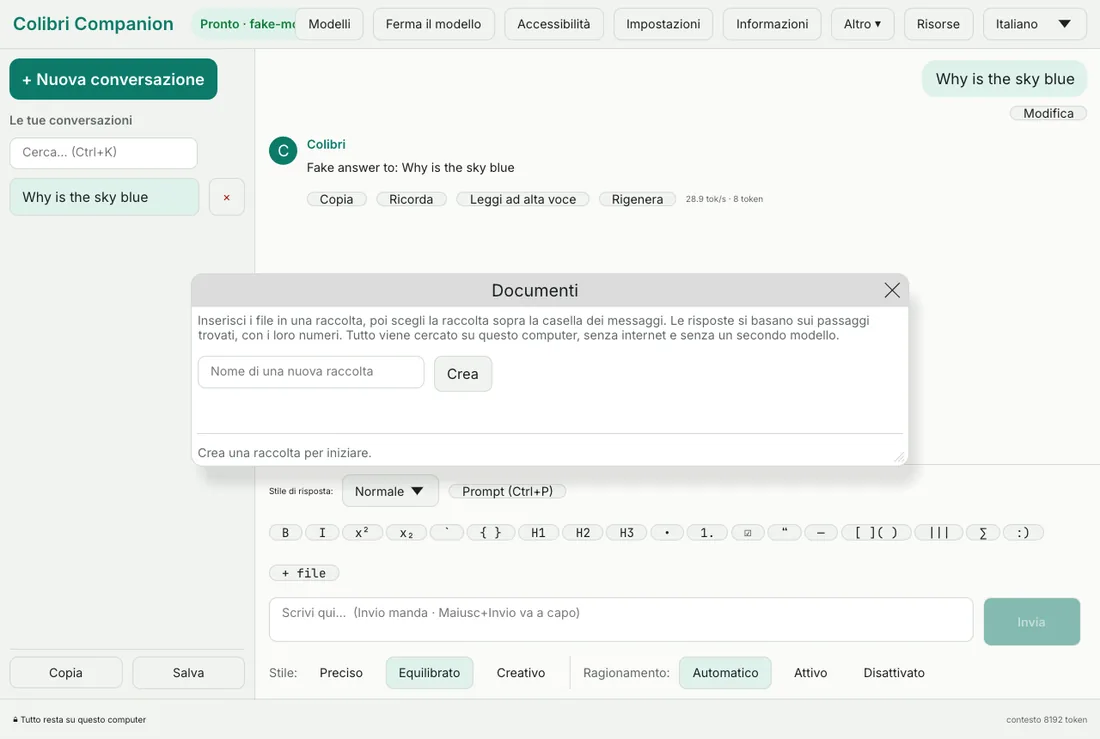 Colibri Companion
Pronto · fake-mo
Modelli
Ferma il modello
Accessibilità
Impostazioni
Informazioni
Altro ▾
Risorse
Italiano
+ Nuova conversazione
Le tue conversazioni
Cerca... (Ctrl+K)
Why is the sky blue
×
Why is the sky blue
Modifica
C
Colibri
Fake answer to: Why is the sky blue
Copia
Ricorda
Leggi ad alta voce
Rigenera
28.9 tok/s · 8 token
Documenti
Inserisci i file in una raccolta, poi scegli la raccolta sopra la casella dei messaggi. Le risposte si basano sui passaggi
trovati, con i loro numeri. Tutto viene cercato su questo computer, senza internet e senza un secondo modello.
Nome di una nuova raccolta
Crea
Crea una raccolta per iniziare.
Stile di risposta:
Normale
Prompt (Ctrl+P)
B I x² x₂ ` { } H1 H2 H3 • 1. ☑ “ — [ ]( ) ||| ∑ :)
+ file
Scrivi qui... (Invio manda · Maiusc+Invio va a capo)
Invia
Copia
Salva
Stile:
Preciso
Equilibrato
Creativo
Ragionamento:
Automatico
Attivo
Disattivato
Tutto resta su questo computer
contesto 8192 token